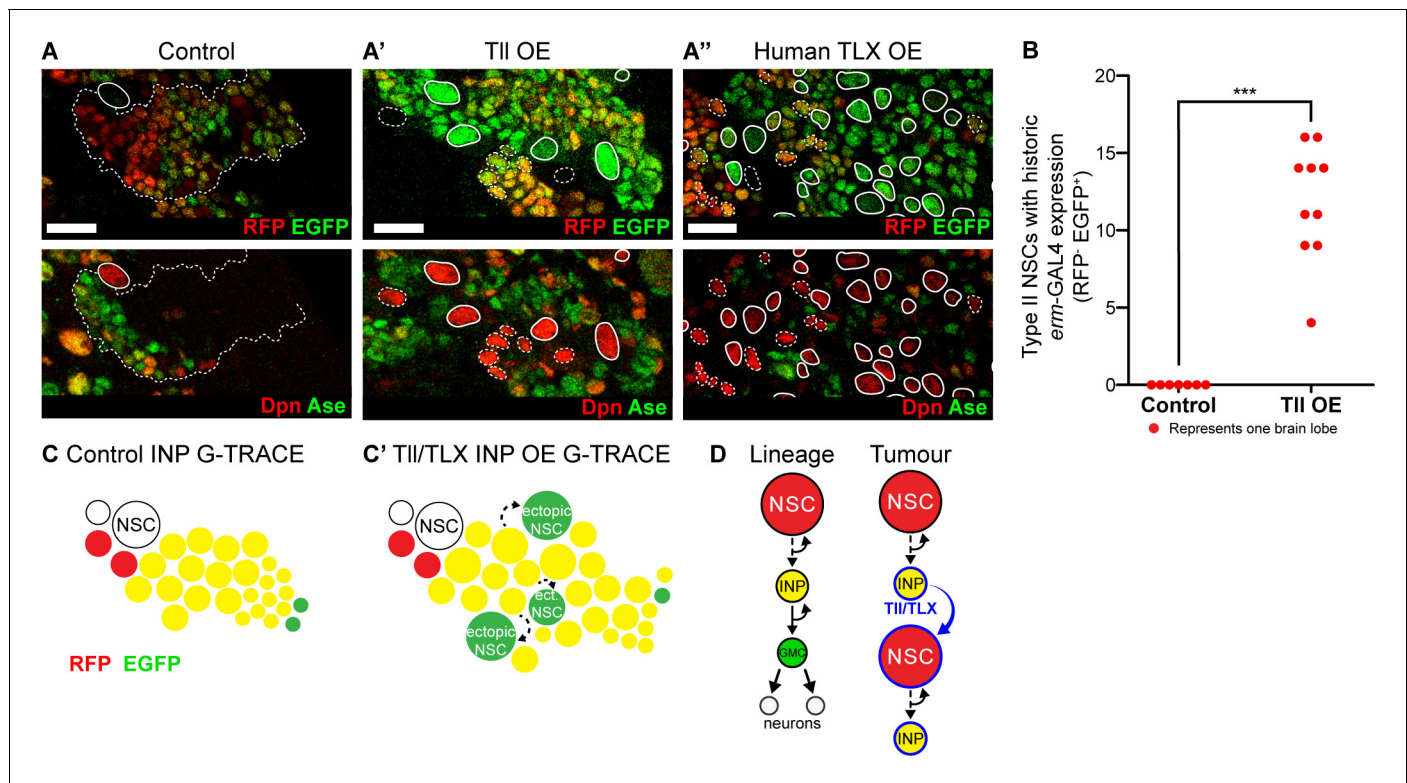 A Control
A' Tll OE
A'' Human TLX OE
RFP EGFP
RFP EGFP
RFP EGFP
Dpn Ase
Dpn Ase
Dpn Ase
B
Type II NSCs with historic
erm-GAL4 expression
(RFP- EGFP+)
20
15
10
5
0
***
Control
Tll OE
Represents one brain lobe
C Control INP G-TRACE
NSC
RFP EGFP
C' Tll/TLX INP OE G-TRACE
NSC
ectopic
NSC
ect.
NSC
ectopic
NSC
D Lineage
NSC
INP
GMC
neurons
Tumour
NSC
INP
Tll/TLX
NSC
INP